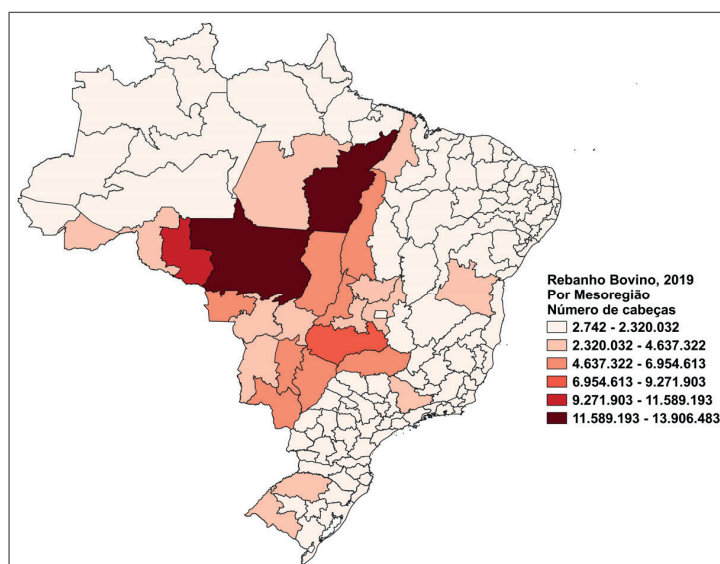 Rebanho Bovino, 2019
Por Mesoregião
Número de cabeças
2.742 - 2.320.032
2.320.032 - 4.637.322
4.637.322 - 6.954.613
6.954.613 - 9.271.903
9.271.903 - 11.589.193
11.589.193 - 13.906.483